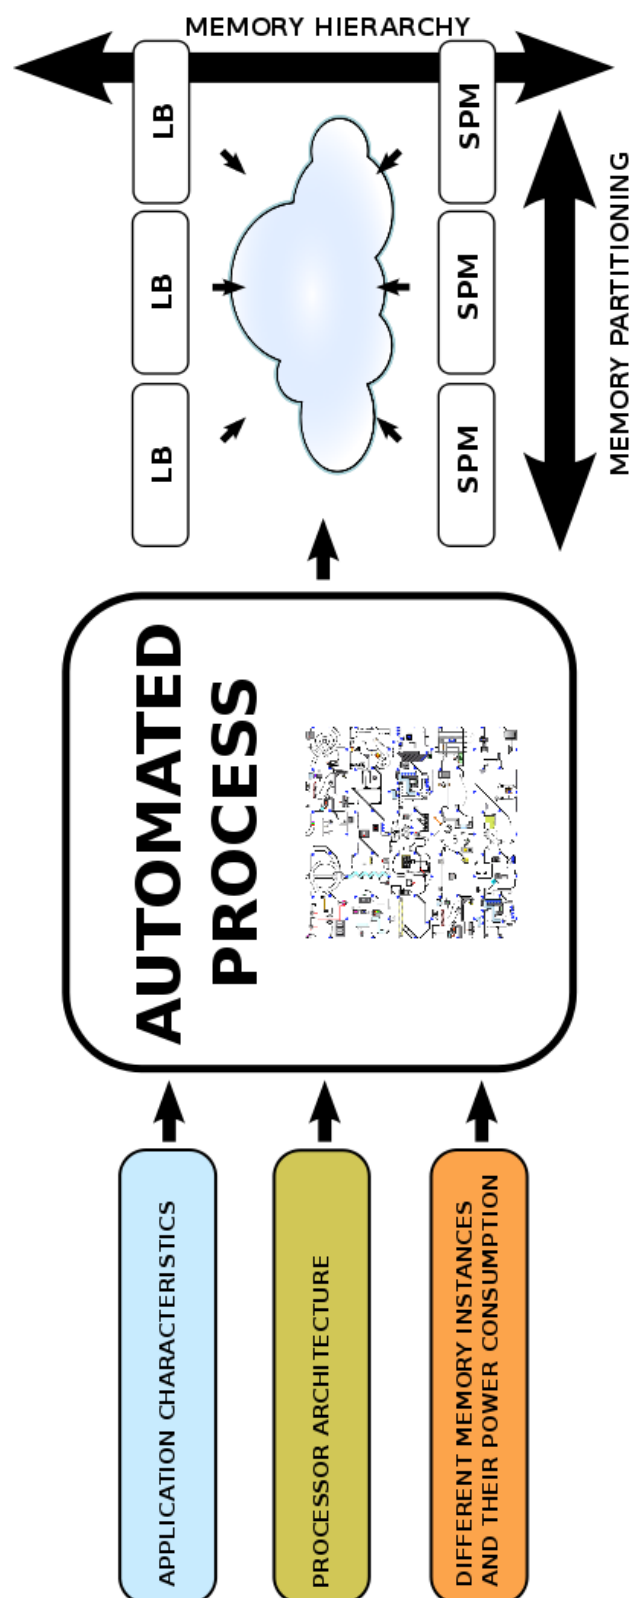 MEMORY HIERARCHY
LB
SPM
LB
SPM
LB
SPM
MEMORY PARTITIONING
AUTOMATED
PROCESS
APPLICATION CHARACTERISTICS
PROCESSOR ARCHITECTURE
DIFFERENT MEMORY INSTANCES
AND THEIR POWER CONSUMPTION